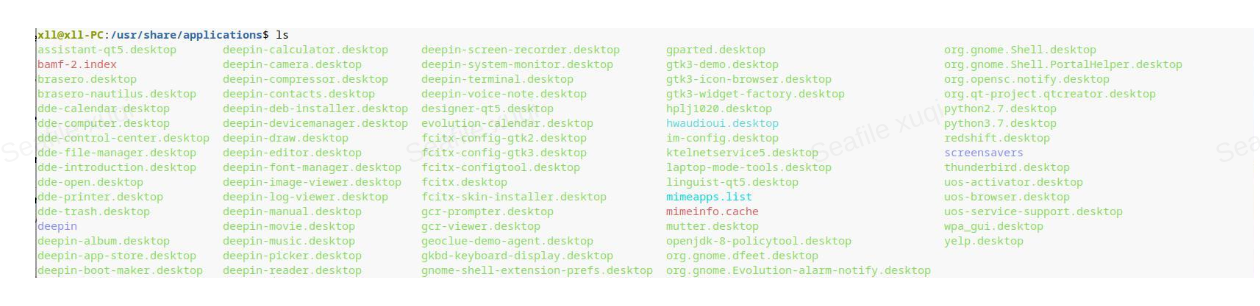 xll@xll-PC:/usr/share/applications$ ls
assistant-qt5.desktop deepin-calculator.desktop deepin-screen-recorder.desktop gparted.desktop org.gnome.Shell.desktop
bamf-2.index deepin-camera.desktop deepin-system-monitor.desktop gtk3-demo.desktop org.gnome.Shell.PortalHelper.desktop
brasero.desktop deepin-compressor.desktop deepin-terminal.desktop gtk3-icon-browser.desktop org.opensc.notify.desktop
brasero-nautilus.desktop deepin-contacts.desktop deepin-voice-note.desktop gtk3-widget-factory.desktop org.qt-project.qtcreator.desktop
dde-calendar.desktop deepin-deb-installer.desktop designer-qt5.desktop hplj1020.desktop python2.7.desktop
dde-computer.desktop deepin-devicemanager.desktop evolution-calendar.desktop hwaudioui.desktop python3.7.desktop
dde-control-center.desktop deepin-draw.desktop fcitx-config-gtk2.desktop im-config.desktop redshift.desktop
dde-file-manager.desktop deepin-editor.desktop fcitx-config-gtk3.desktop ktelnetservice5.desktop screensavers
dde-introduction.desktop deepin-font-manager.desktop fcitx-configtool.desktop laptop-mode-tools.desktop thunderbird.desktop
dde-open.desktop deepin-image-viewer.desktop fcitx.desktop linguist-qt5.desktop uos-activator.desktop
dde-printer.desktop deepin-log-viewer.desktop fcitx-skin-installer.desktop mimeapps.list uos-browser.desktop
dde-trash.desktop deepin-manual.desktop gcr-prompter.desktop mimeinfo.cache uos-service-support.desktop
deepin deepin-movie.desktop gcr-viewer.desktop mutter.desktop wpa_gui.desktop
deepin-album.desktop deepin-music.desktop geoclue-demo-agent.desktop openjdk-8-policytool.desktop yelp.desktop
deepin-app-store.desktop deepin-picker.desktop gkbd-keyboard-display.desktop org.gnome.dfeet.desktop
deepin-boot-maker.desktop deepin-reader.desktop gnome-shell-extension-prefs.desktop org.gnome.Evolution-alarm-notify.desktop
Seafile xuqi